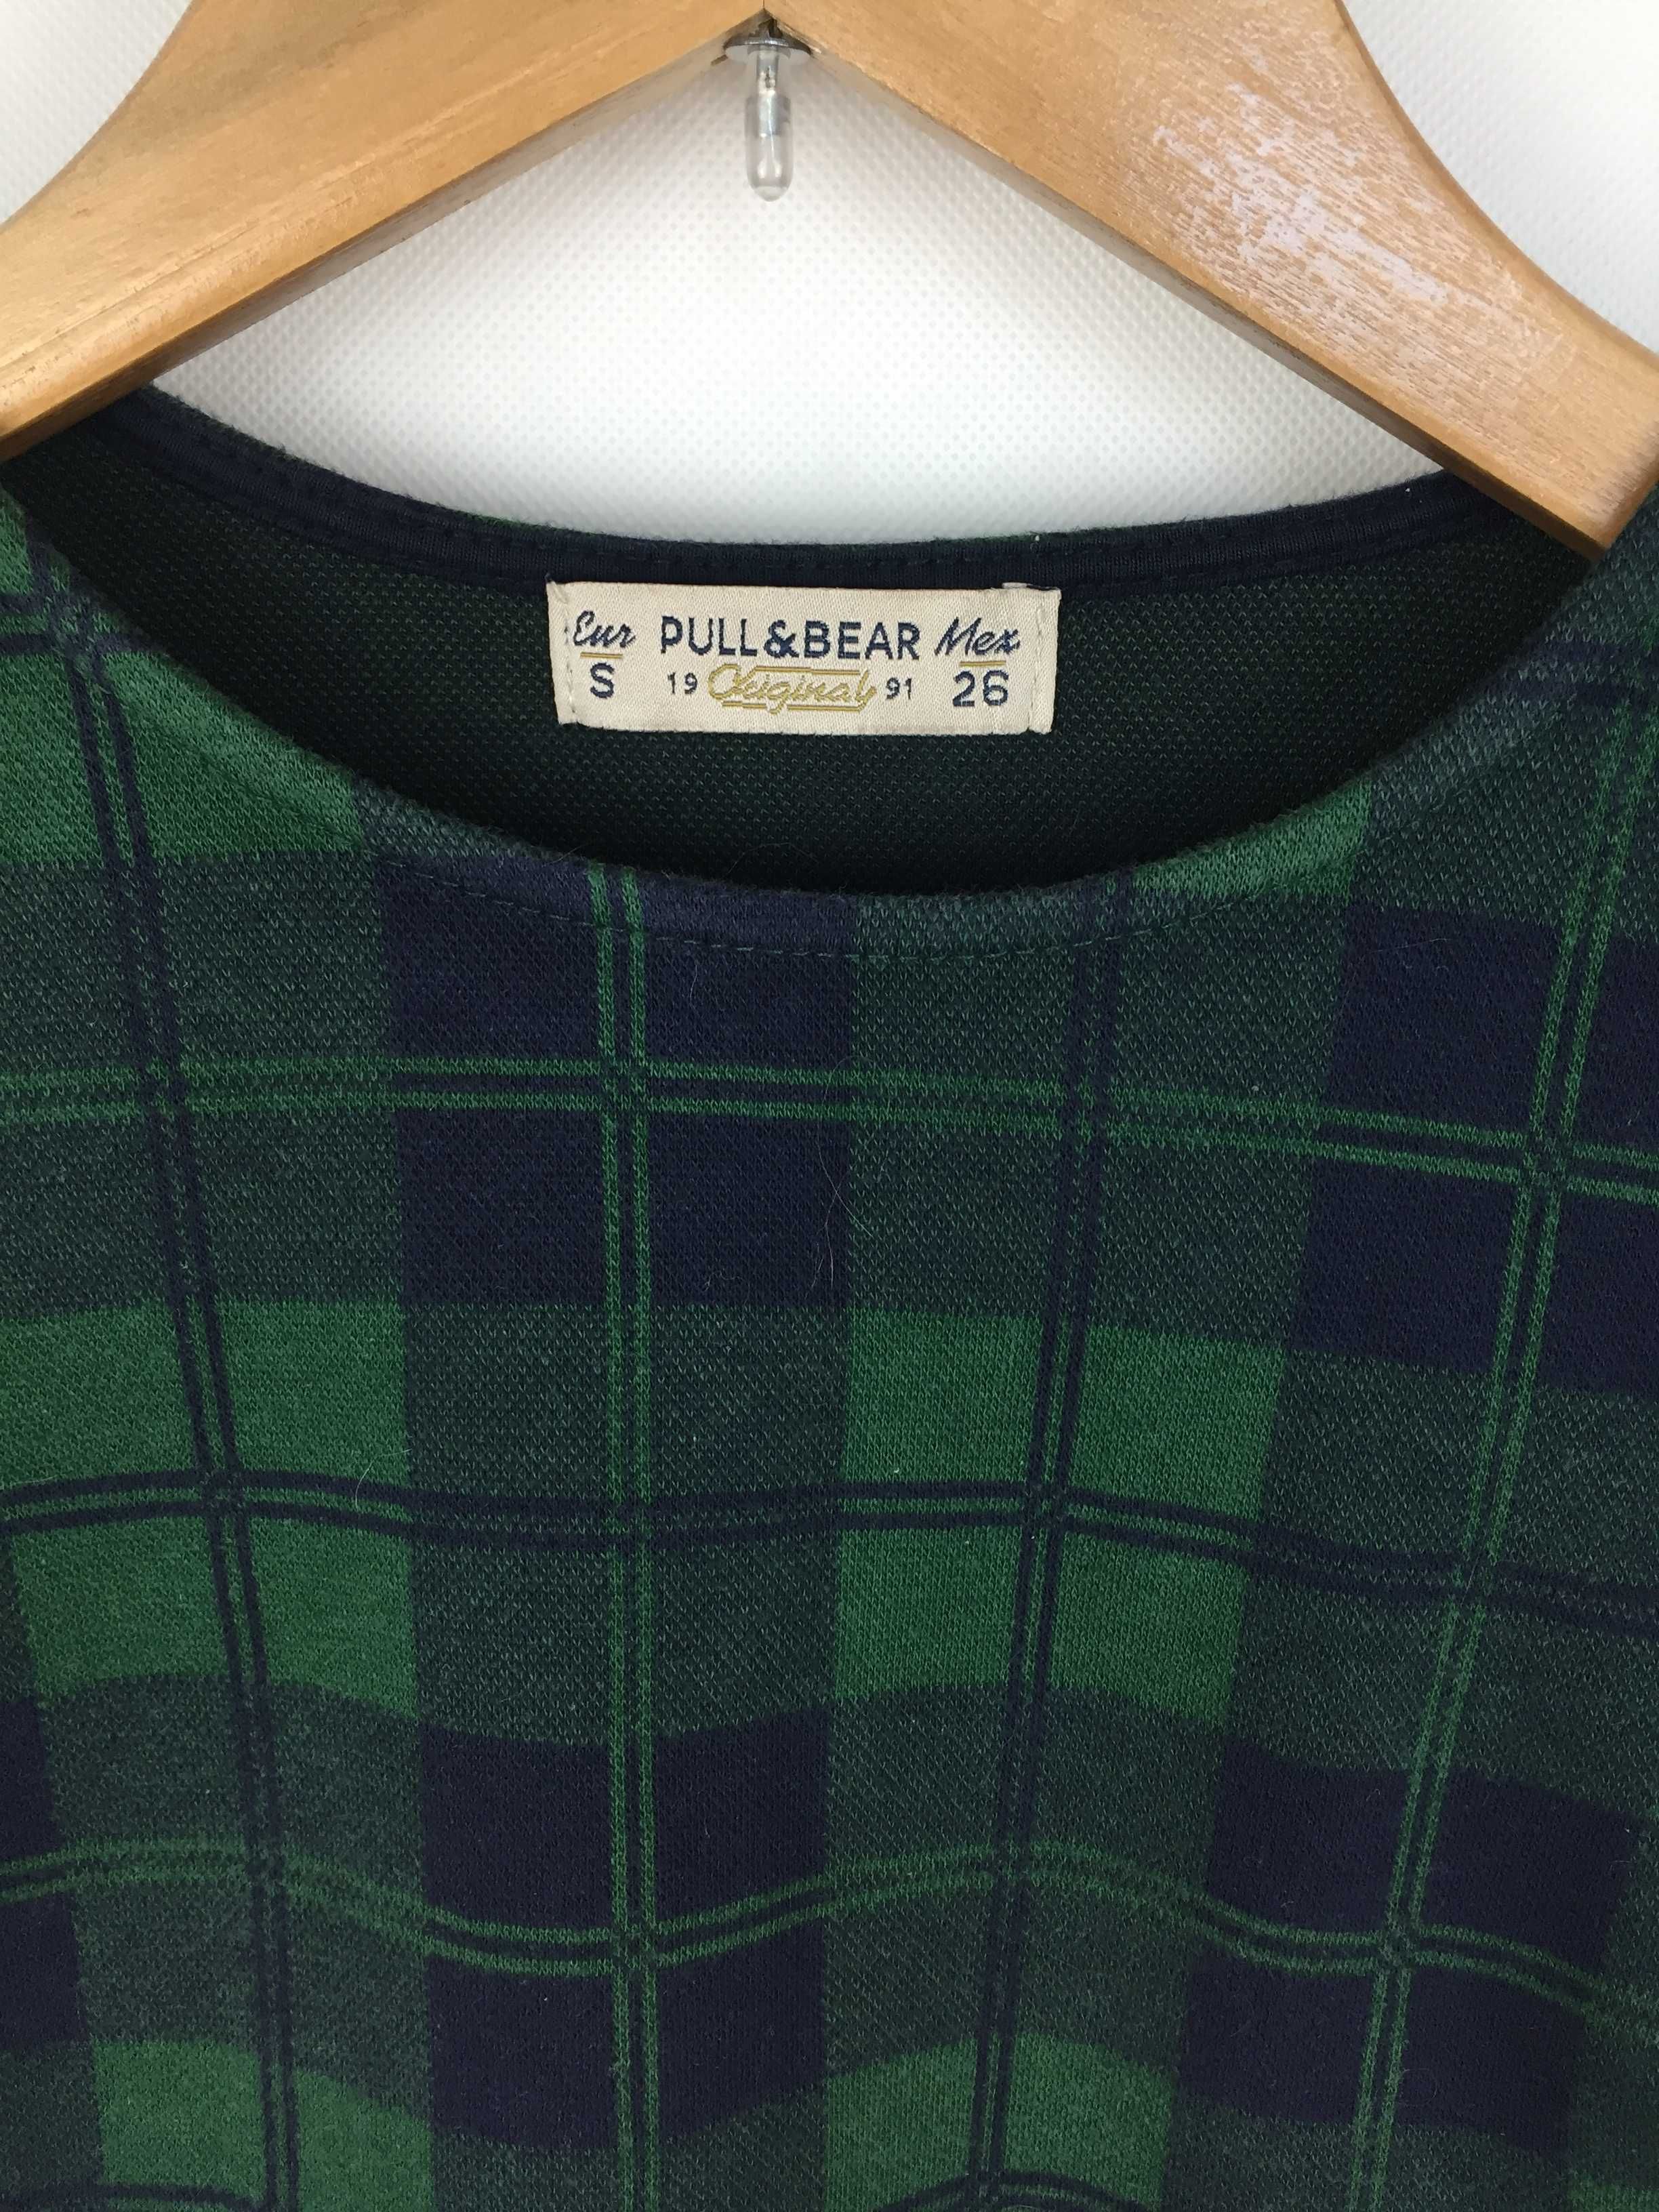 Eur PULL&BEAR Mex
S 19 Original 91 26